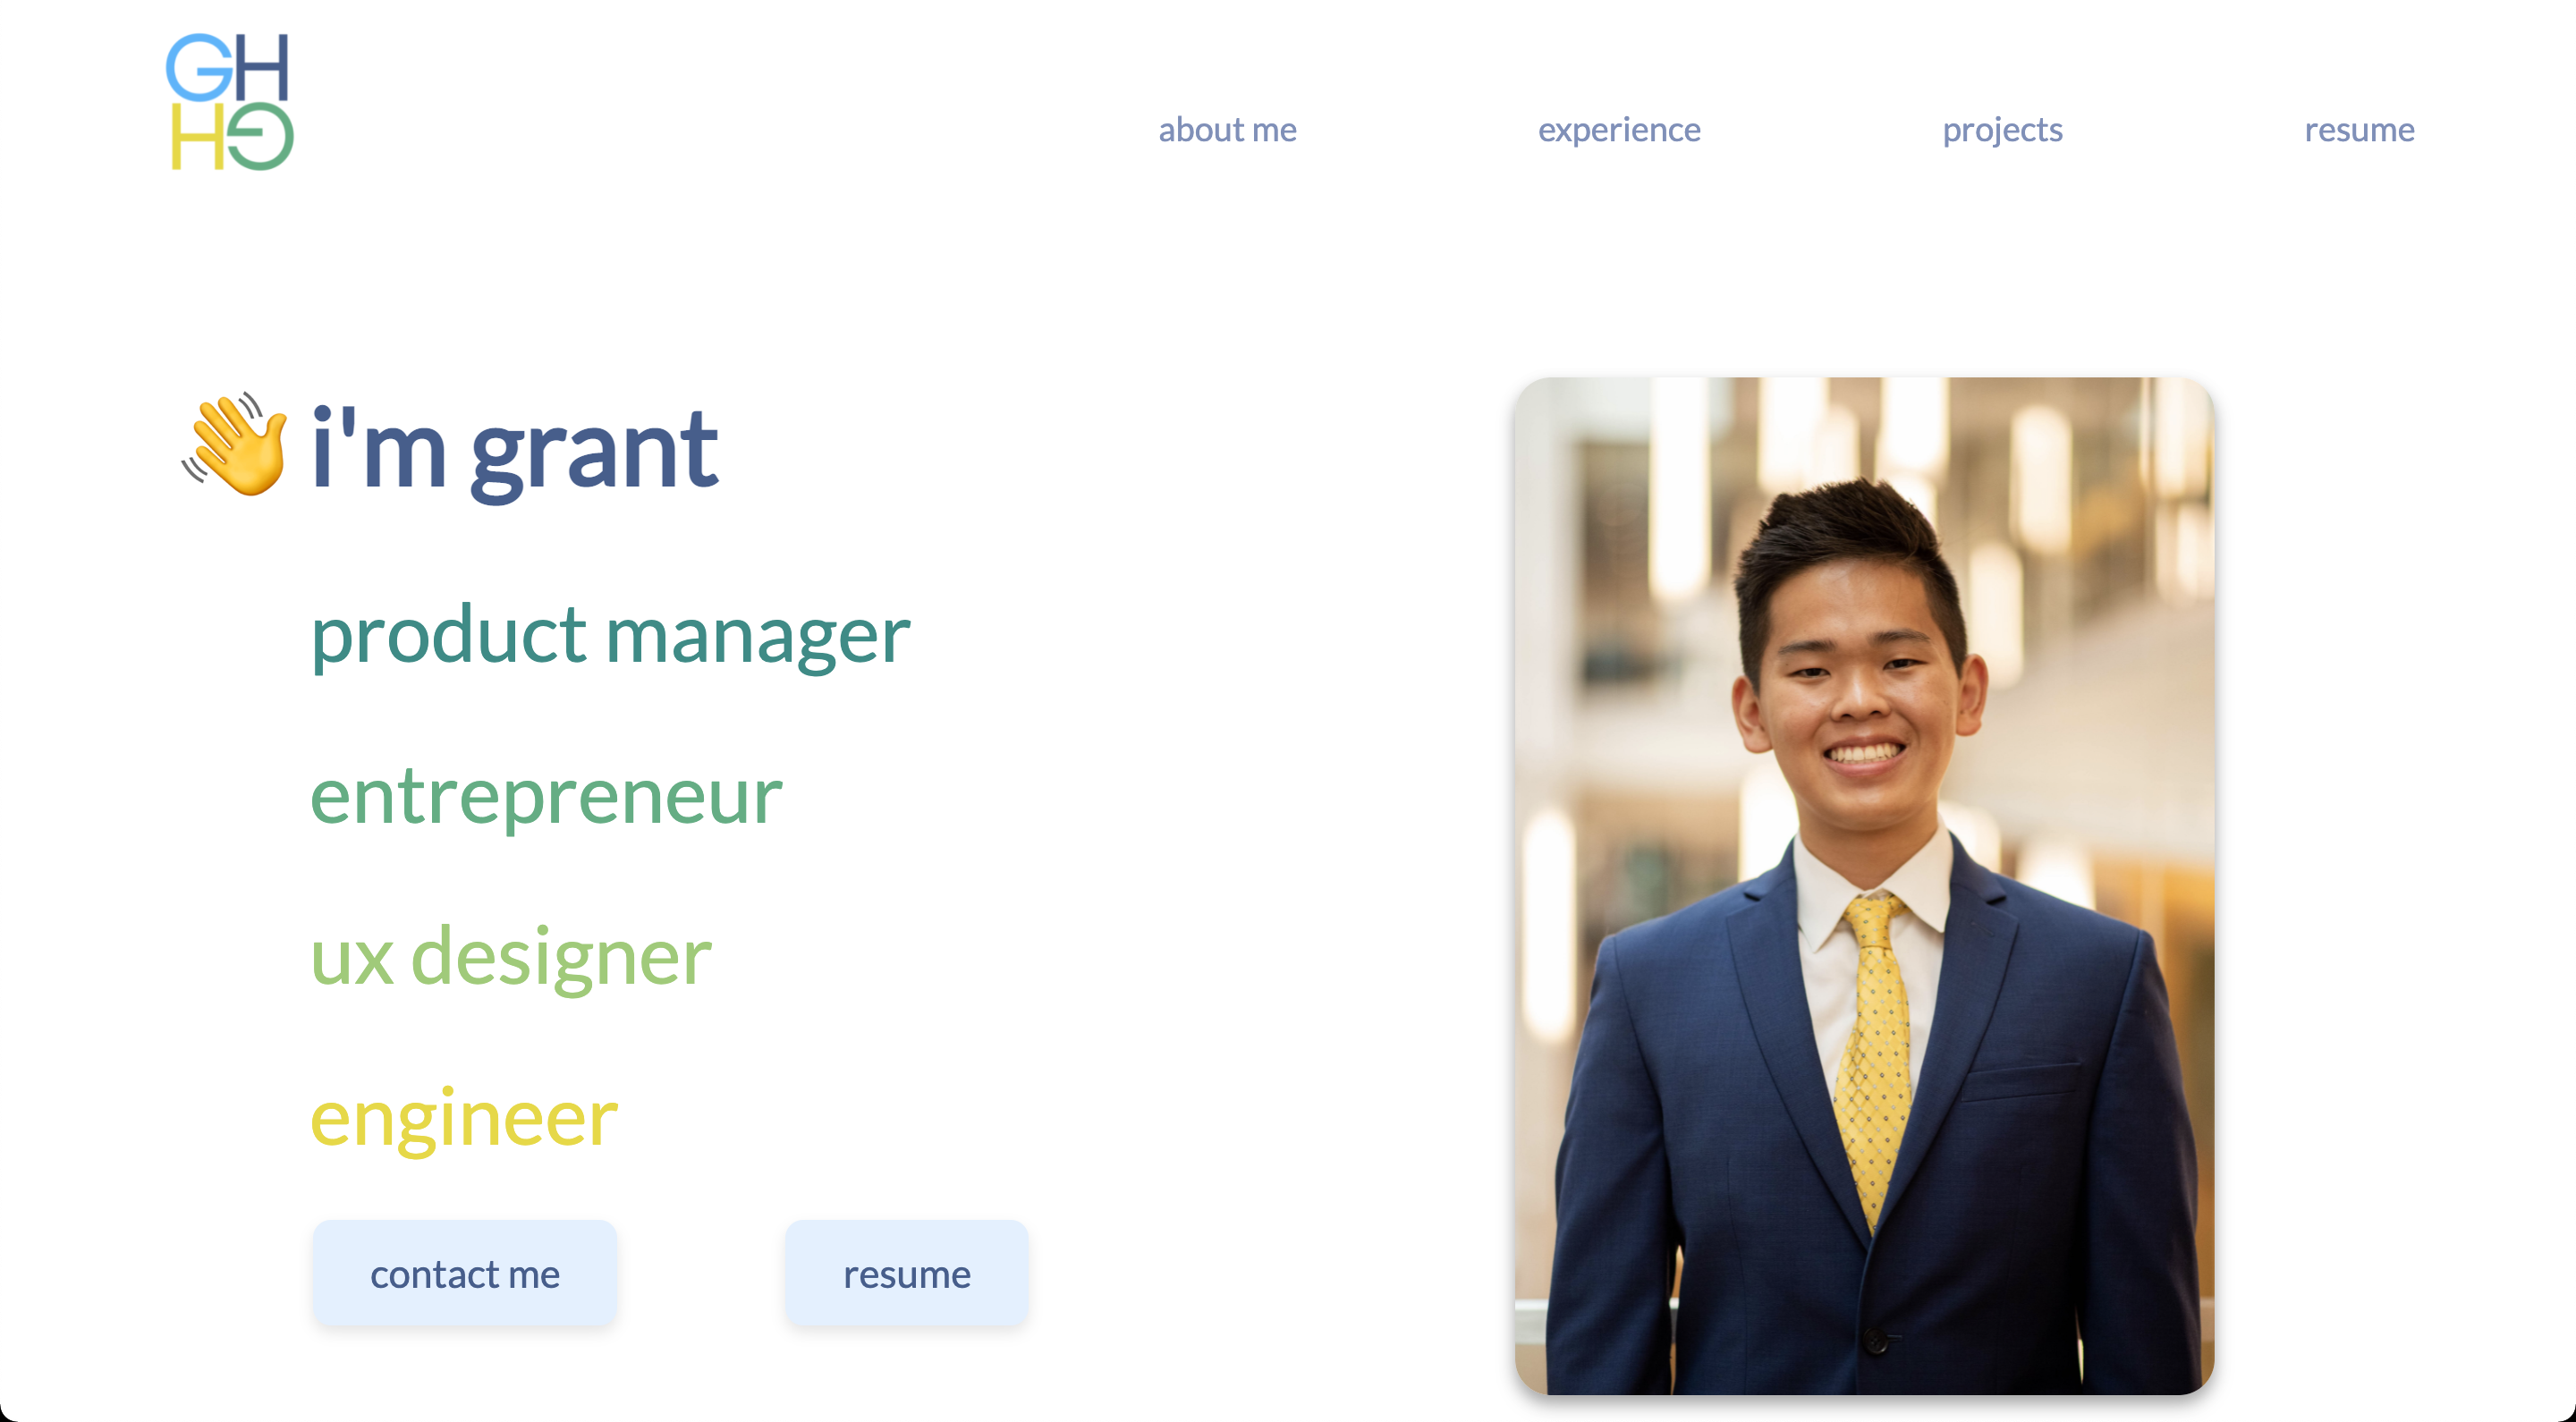 GH
HG
about me experience projects resume
👋 i'm grant
product manager
entrepreneur
ux designer
engineer
contact me resume